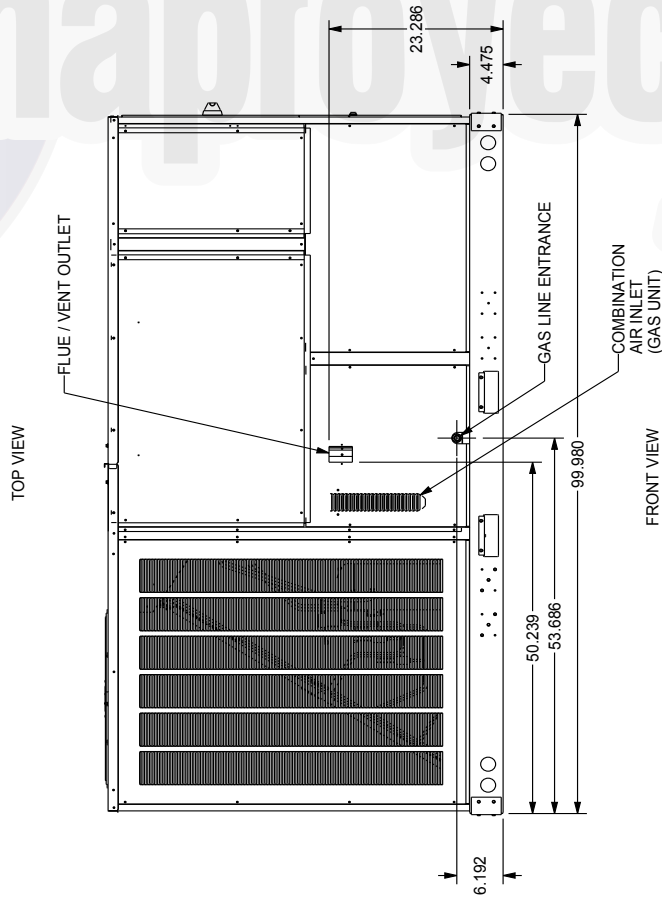 naproyec
TOP VIEW
FLUE / VENT OUTLET
23.286
4.475
GAS LINE ENTRANCE
COMBINATION
AIR INLET
(GAS UNIT)
50.239
53.686
99.980
6.192
FRONT VIEW